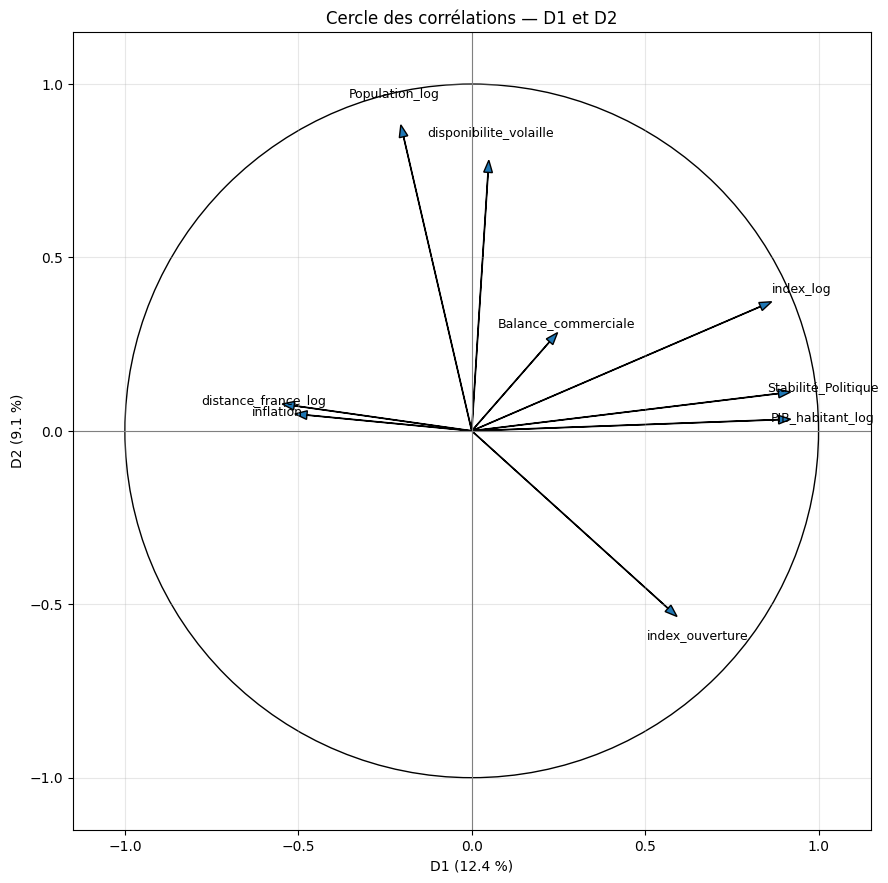 Cercle des corrélations — D1 et D2
1.0
Population_log
disponibilite_volaille
0.5
index_log
Balance_commerciale
Stabilité_Politique
distance_france_log
inflation
PIB_habitant_log
0.0
D2 (9.1 %)
−0.5
index_ouverture
−1.0
−1.0 −0.5 0.0 0.5 1.0
D1 (12.4 %)